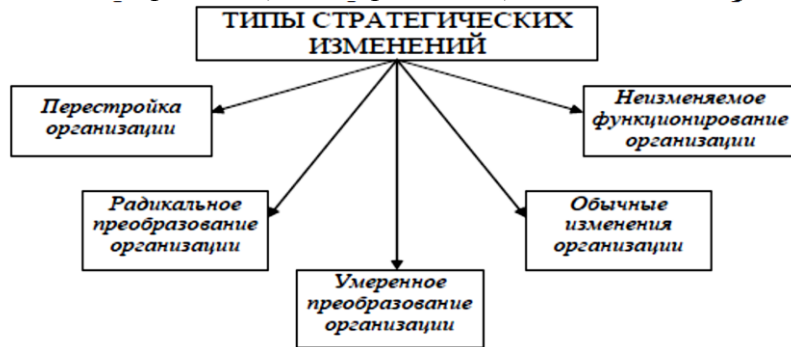 ТИПЫ СТРАТЕГИЧЕСКИХ
ИЗМЕНЕНИЙ
Перестройка
организации
Неизменяемое
функционирование
организации
Радикальное
преобразование
организации
Обычные
изменения
организации
Умеренное
преобразование
организации